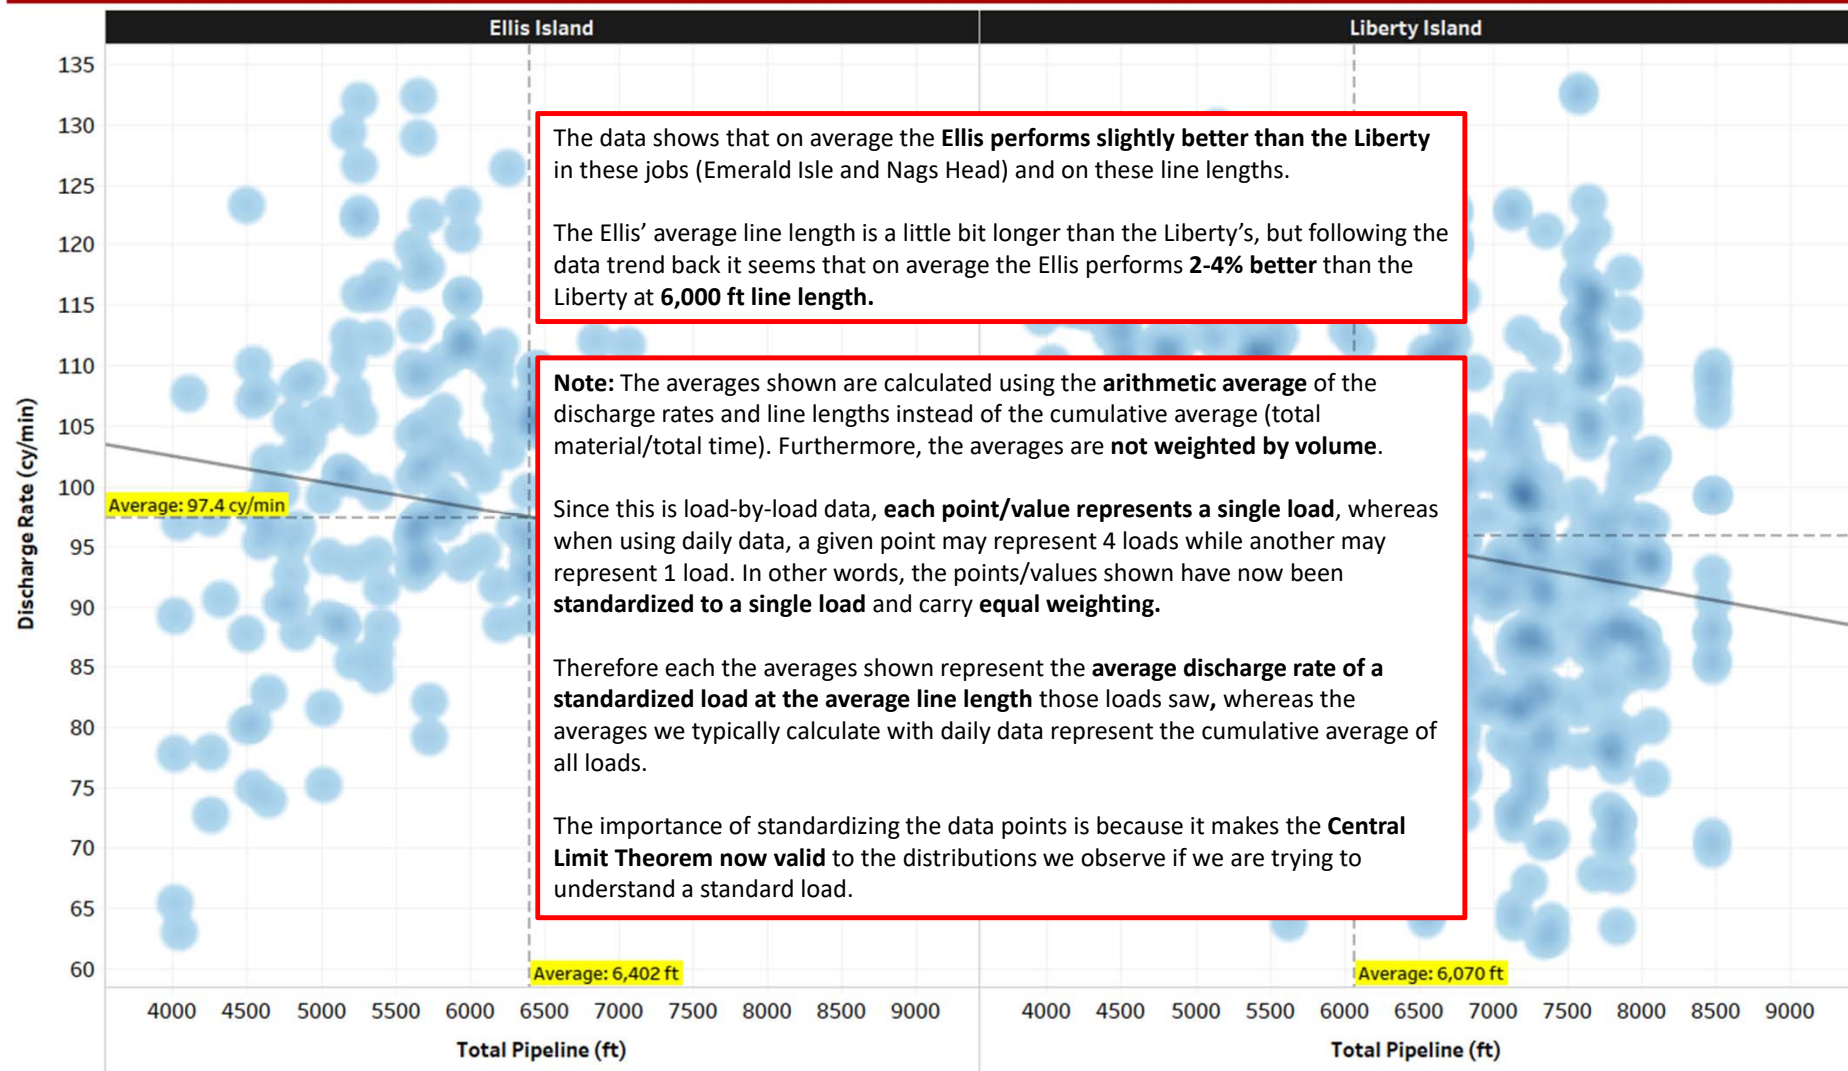 Ellis Island
Liberty Island
135
130
125
120
115
110
105
100
95
90
85
80
75
70
65
60
Discharge Rate (cy/min)
Average: 97.4 cy/min
The data shows that on average the Ellis performs slightly better than the Liberty
in these jobs (Emerald Isle and Nags Head) and on these line lengths.
The Ellis’ average line length is a little bit longer than the Liberty’s, but following the
data trend back it seems that on average the Ellis performs 2-4% better than the
Liberty at 6,000 ft line length.
Note: The averages shown are calculated using the arithmetic average of the
discharge rates and line lengths instead of the cumulative average (total
material/total time). Furthermore, the averages are not weighted by volume.
Since this is load-by-load data, each point/value represents a single load, whereas
when using daily data, a given point may represent 4 loads while another may
represent 1 load. In other words, the points/values shown have now been
standardized to a single load and carry equal weighting.
Therefore each the averages shown represent the average discharge rate of a
standardized load at the average line length those loads saw, whereas the
averages we typically calculate with daily data represent the cumulative average of
all loads.
The importance of standardizing the data points is because it makes the Central
Limit Theorem now valid to the distributions we observe if we are trying to
understand a standard load.
Average: 6,402 ft
Average: 6,070 ft
4000 4500 5000 5500 6000 6500 7000 7500 8000 8500 9000
4000 4500 5000 5500 6000 6500 7000 7500 8000 8500 9000
Total Pipeline (ft)
Total Pipeline (ft)